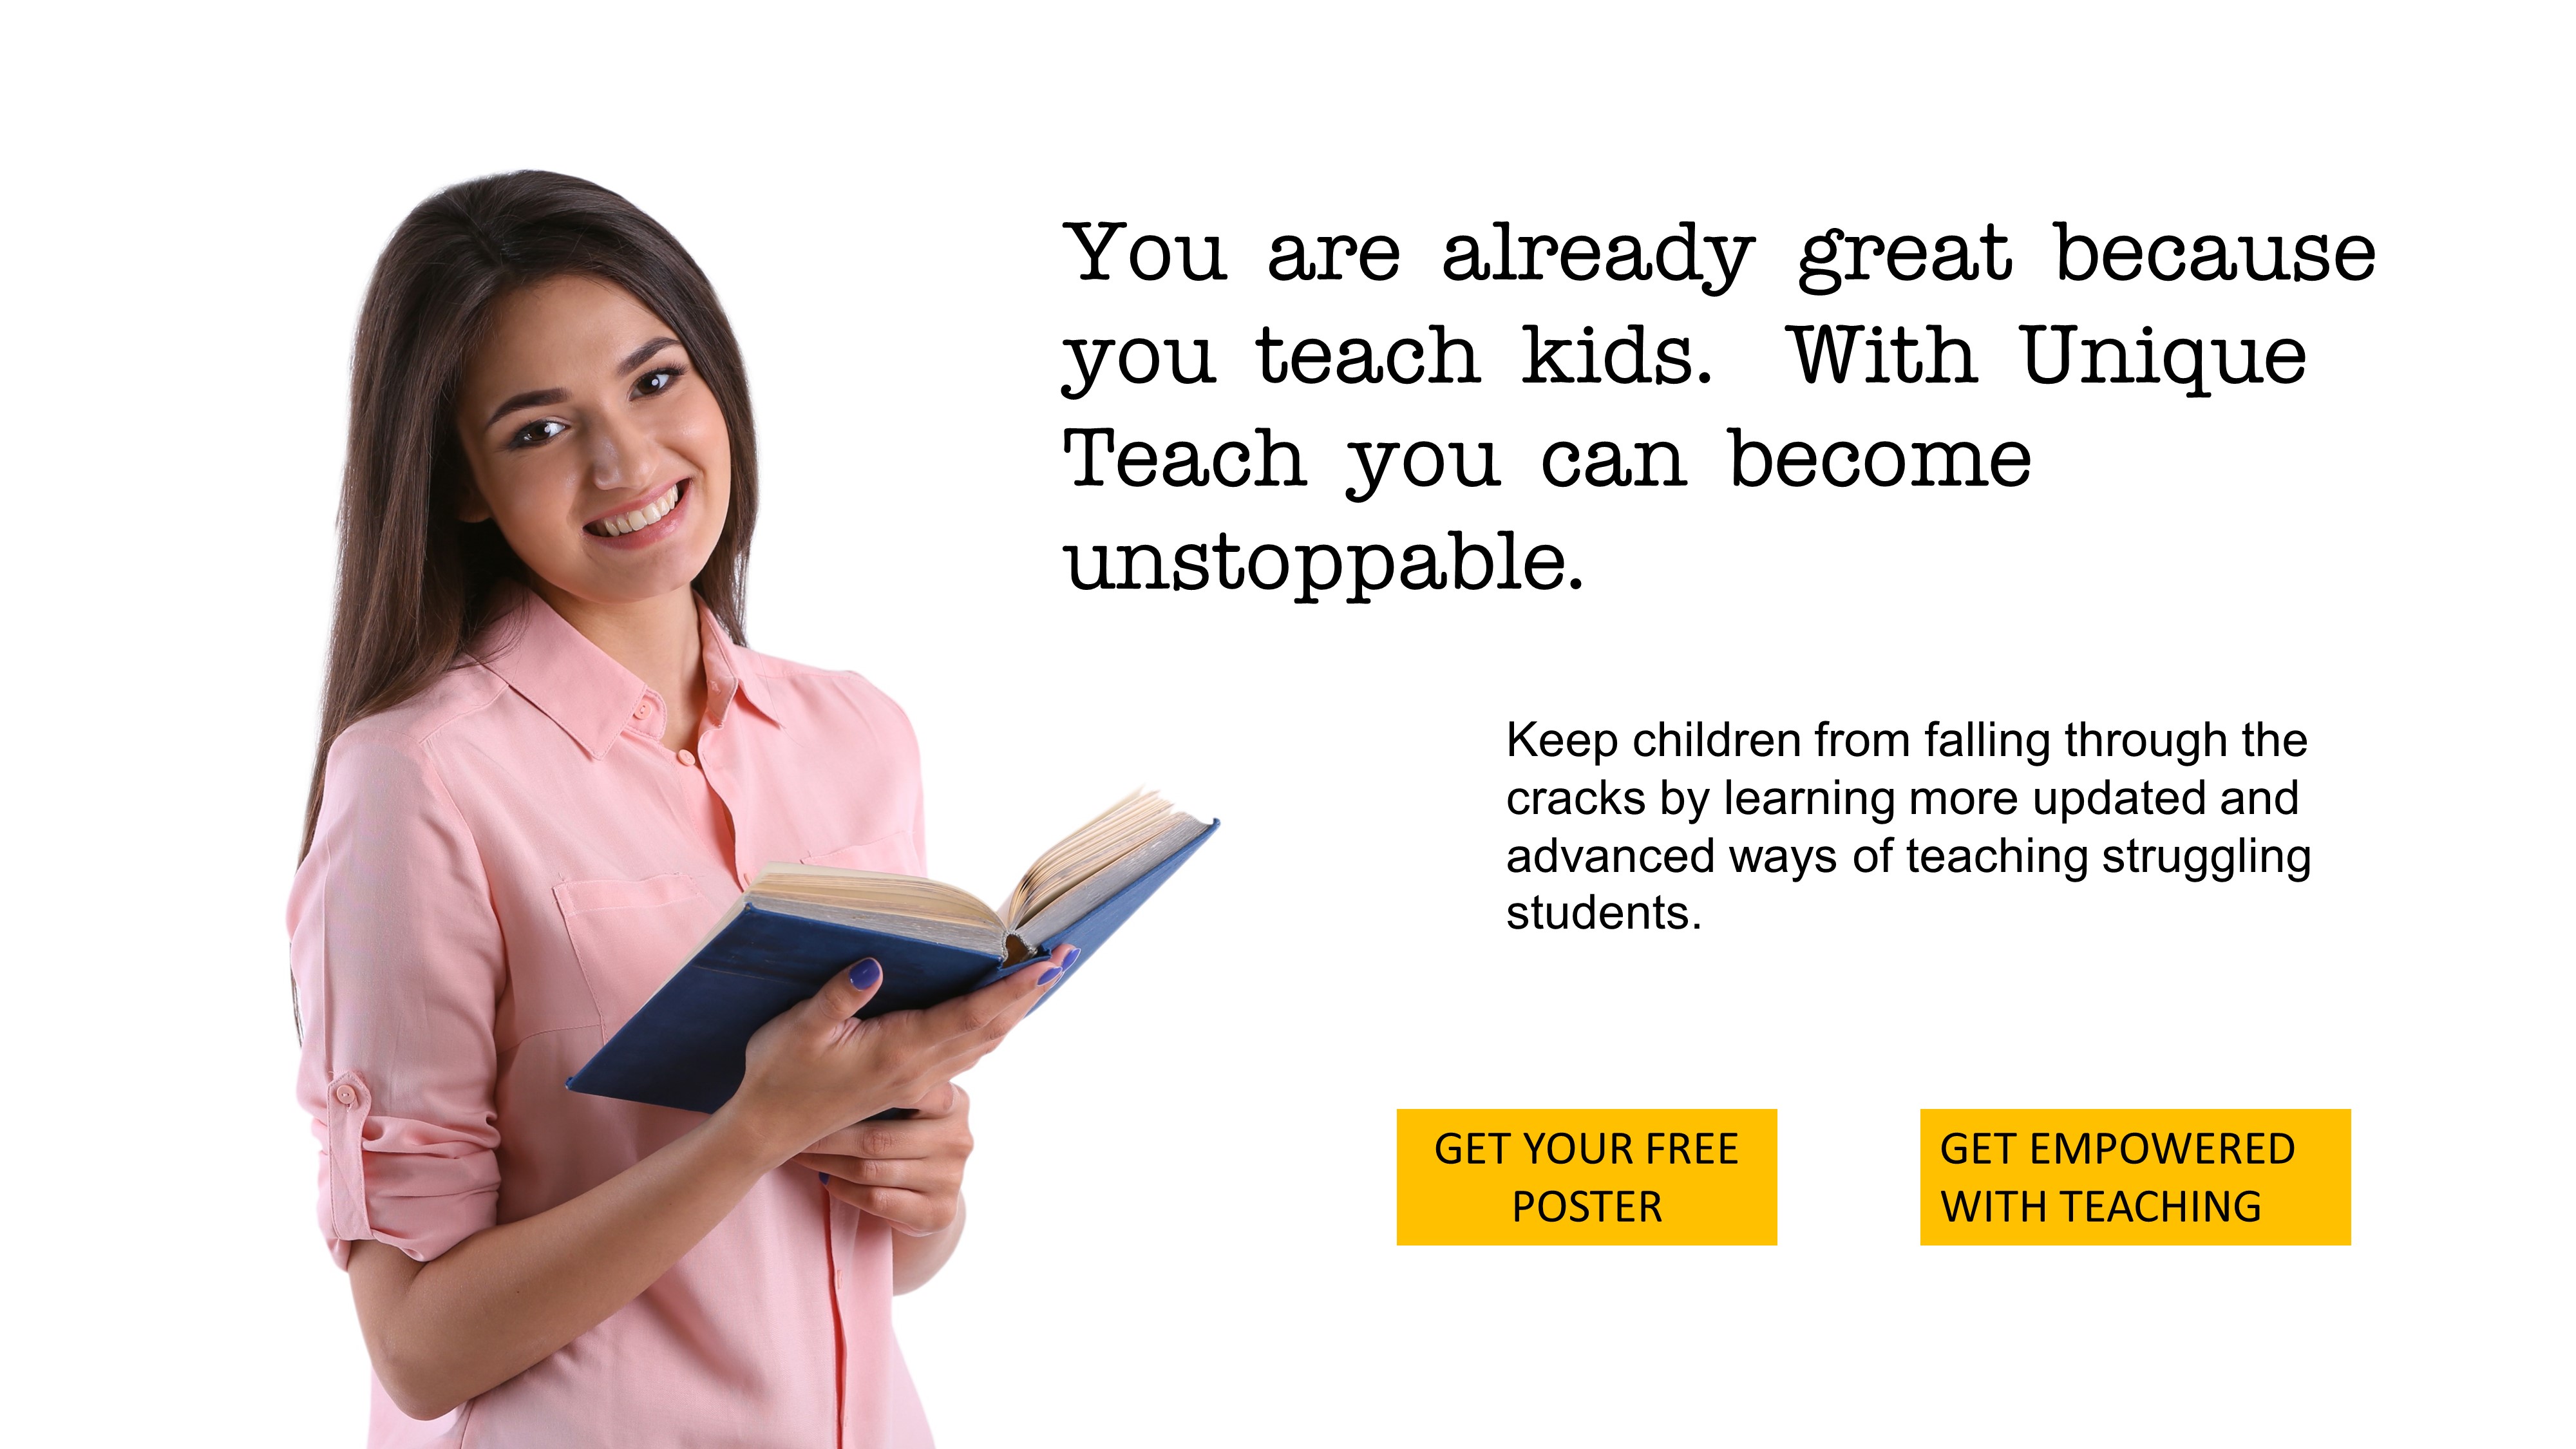 You are already great because
you teach kids. With Unique
Teach you can become
unstoppable.
Keep children from falling through the
cracks by learning more updated and
advanced ways of teaching struggling
students.
GET YOUR FREE
POSTER
GET EMPOWERED
WITH TEACHING